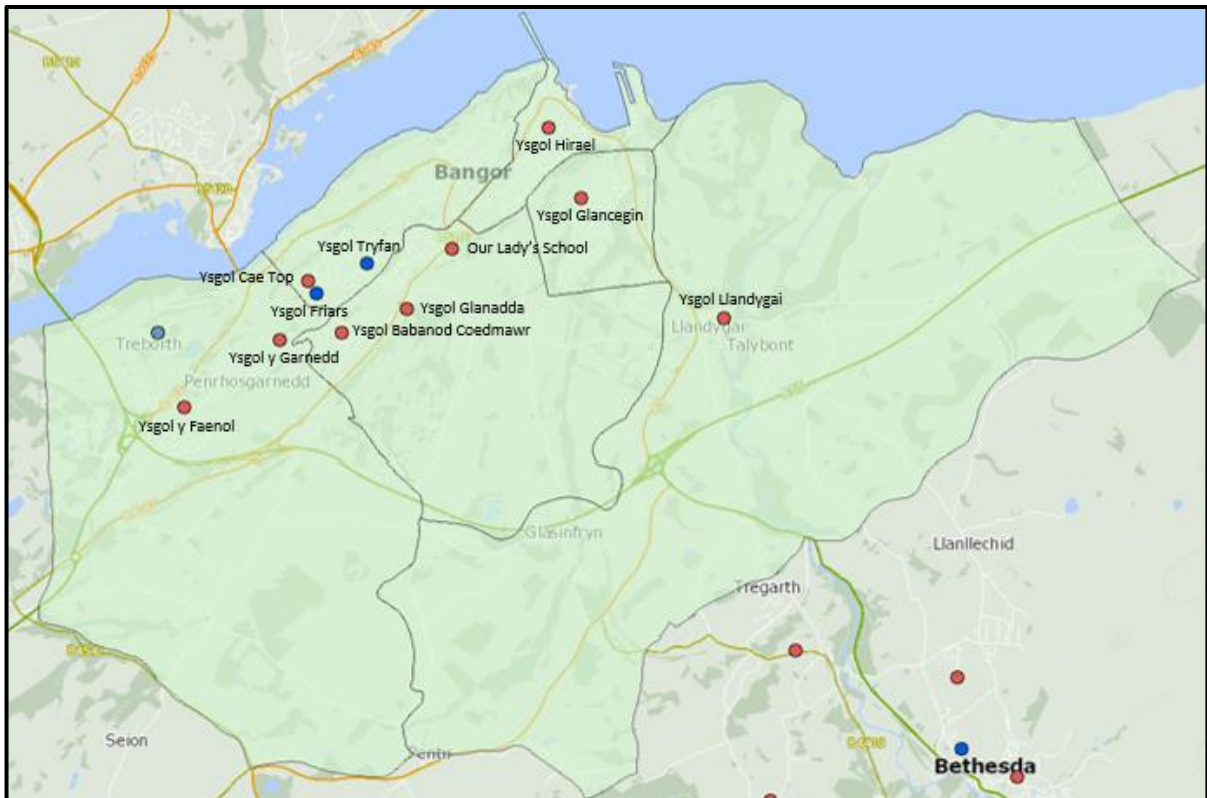 Ysgol Hirael
Bangor
Ysgol Glancegin
Ysgol Tryfan
Our Lady's School
Ysgol Cae Top
Ysgol Friars
Ysgol Glanadda
Ysgol Llandygai
Ysgol Babanod Coedmawr
Treborth
Ysgol y Garnedd
Talybont
Penrhosgarnedd
Ysgol y Faenol
Glasinfryn
Llanllechid
Tregarth
Seion
Bethesda